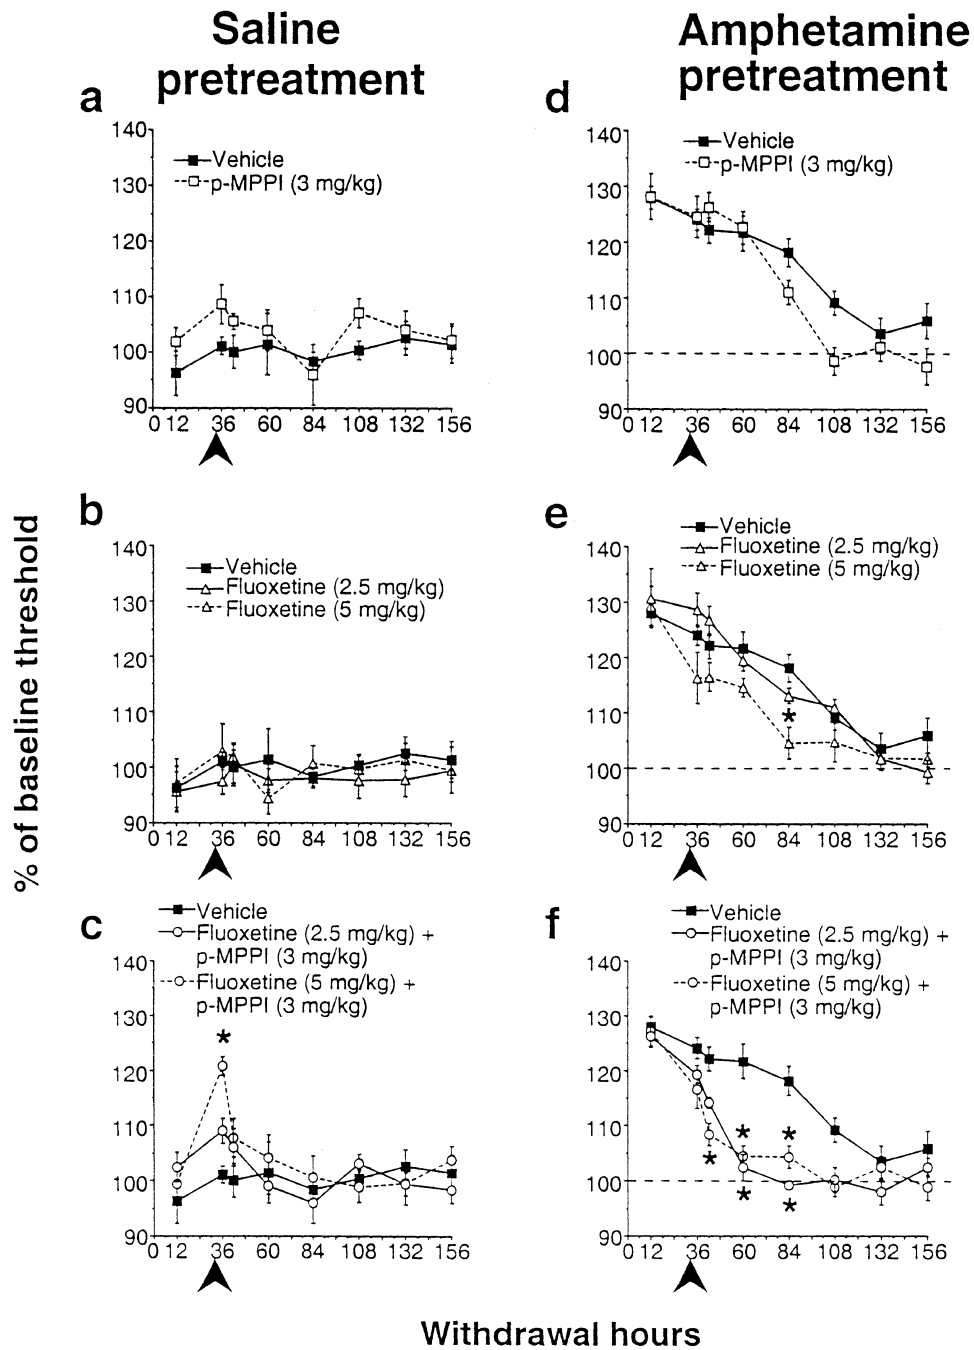 Saline
pretreatment
Amphetamine
pretreatment
a
140
130
120
110
100
90
Vehicle
p-MPPI (3 mg/kg)
0 12 36 60 84 108 132 156
d
140
130
120
110
100
90
Vehicle
p-MPPI (3 mg/kg)
0 12 36 60 84 108 132 156
% of baseline threshold
b
140
130
120
110
100
90
Vehicle
Fluoxetine (2.5 mg/kg)
Fluoxetine (5 mg/kg)
0 12 36 60 84 108 132 156
e
140
130
120
110
100
90
Vehicle
Fluoxetine (2.5 mg/kg)
Fluoxetine (5 mg/kg)
*
0 12 36 60 84 108 132 156
c
140
130
120
110
100
90
Vehicle
Fluoxetine (2.5 mg/kg) +
p-MPPI (3 mg/kg)
Fluoxetine (5 mg/kg) +
p-MPPI (3 mg/kg)
*
0 12 36 60 84 108 132 156
f
140
130
120
110
100
90
Vehicle
Fluoxetine (2.5 mg/kg) +
p-MPPI (3 mg/kg)
Fluoxetine (5 mg/kg) +
p-MPPI (3 mg/kg)
* *
*
* *
0 12 36 60 84 108 132 156
Withdrawal hours